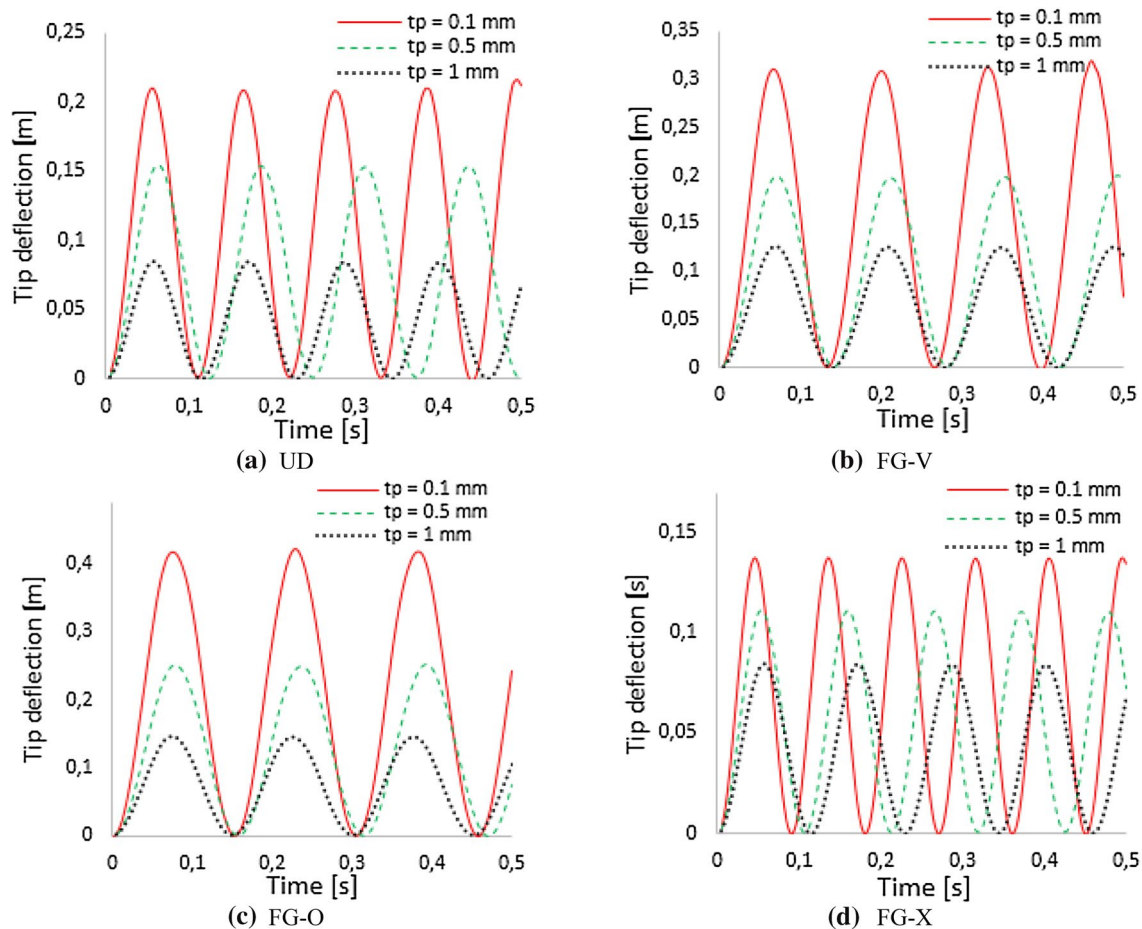 tp = 0.1 mm
tp = 0.5 mm
tp = 1 mm
Tip deflection [m]
0,25
0,2
0,15
0,1
0,05
0
0 0,1 0,2 0,3 0,4 0,5
Time [s]
(a) UD
tp = 0.1 mm
tp = 0.5 mm
tp = 1 mm
Tip deflection [m]
0,35
0,3
0,25
0,2
0,15
0,1
0,05
0
0 0,1 0,2 0,3 0,4 0,5
Time [s]
(b) FG-V
tp = 0.1 mm
tp = 0.5 mm
tp = 1 mm
Tip deflection [m]
0,4
0,3
0,2
0,1
0
0 0,1 0,2 0,3 0,4 0,5
Time [s]
(c) FG-O
tp = 0.1 mm
tp = 0.5 mm
tp = 1 mm
Tip deflection [s]
0,15
0,1
0,05
0
0 0,1 0,2 0,3 0,4 0,5
Time [s]
(d) FG-X